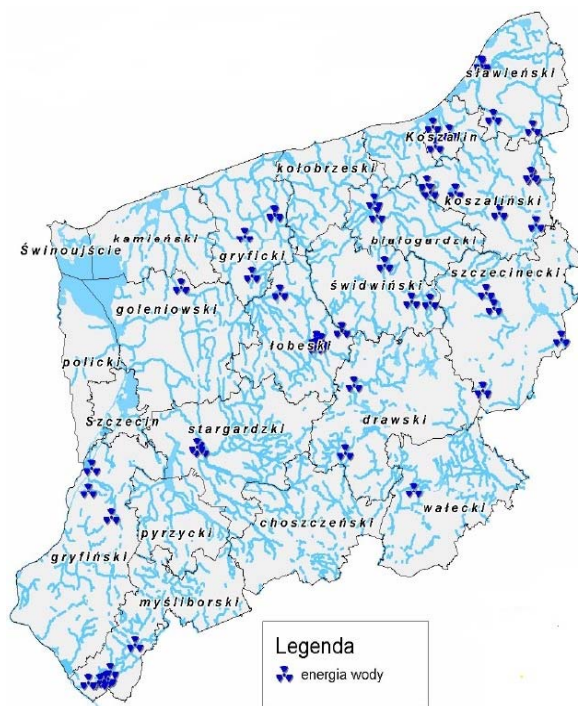 sławieński
Koszalin
kołobrzeski
koszaliński
białogardzki
kamieński
Świnoujście
gryficki
szczecinecki
świdwiński
goleniowski
łobeski
policki
Szczecin
stargardzki
drawski
wałecki
choszczeński
pyrzycki
gryfiński
myśliborski
Legenda
energia wody